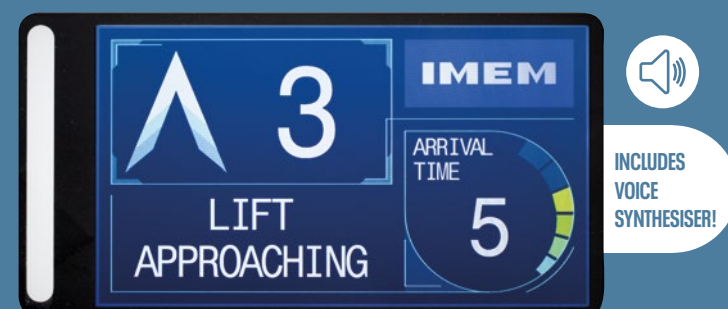 3
IMEM
ARRIVAL
TIME
5
LIFT
APPROACHING
INCLUDES
VOICE
SYNTHESISER!